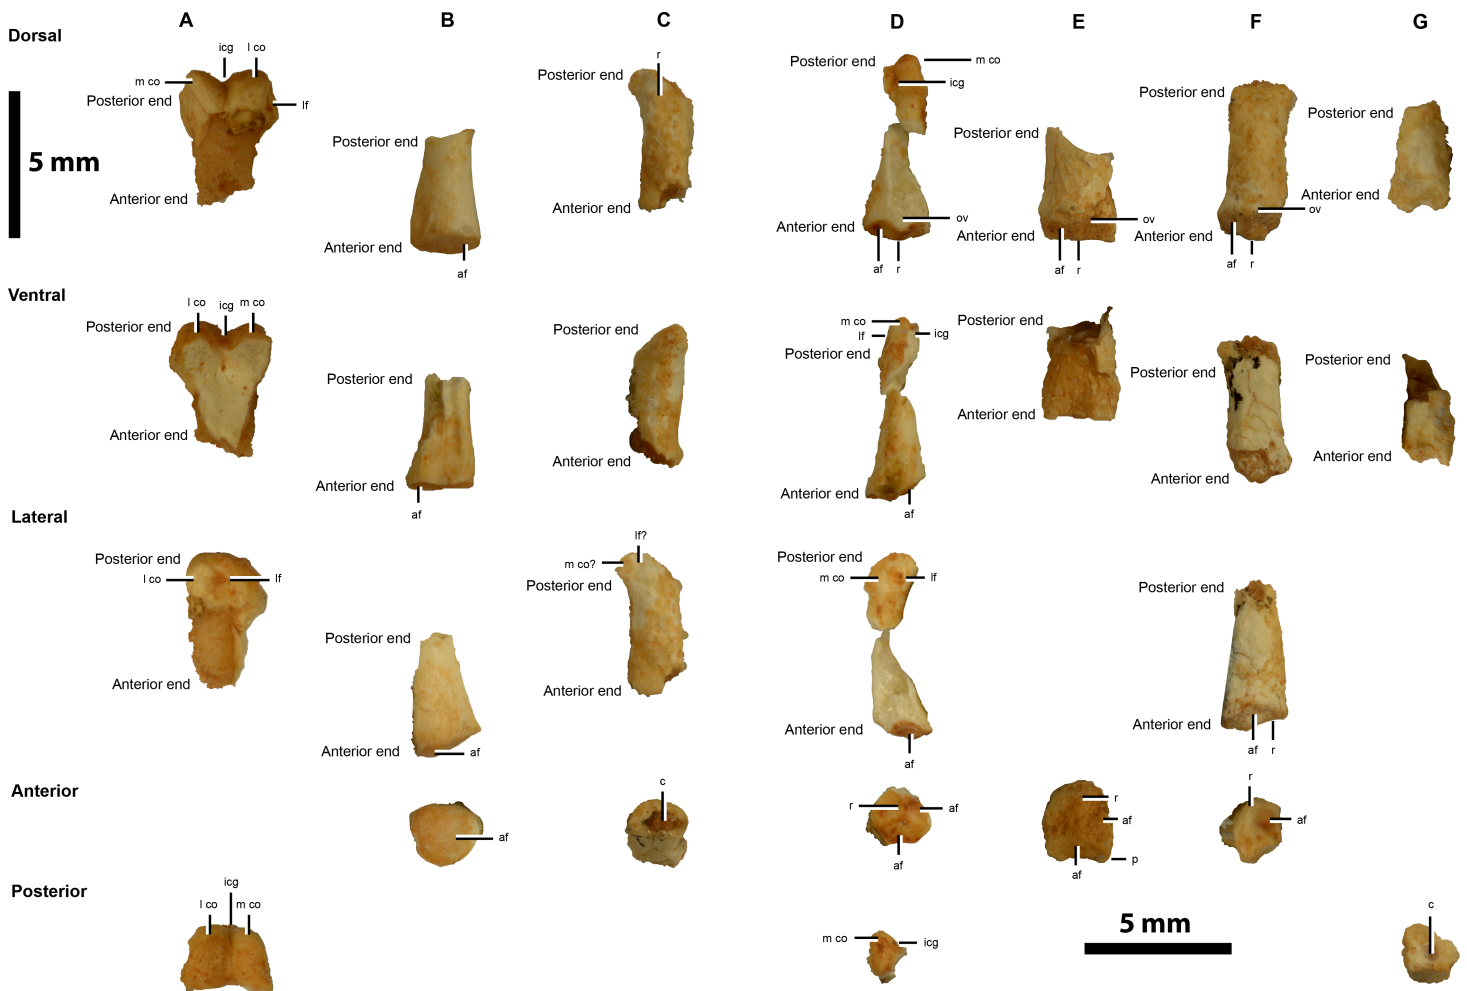 A B C D E F G
Dorsal
icg l co
m co
Posterior end
lf
Anterior end
5 mm
Posterior end
Anterior end
af
r
Posterior end
Anterior end
Posterior end
m co
icg
ov
Anterior end
af r
Posterior end
ov
Anterior end
af r
Posterior end
ov
Anterior end
af r
Posterior end
Anterior end
Ventral
l co icg m co
Posterior end
Anterior end
Posterior end
Anterior end
af
Posterior end
Anterior end
m co
lf icg
Posterior end
Anterior end
af
Posterior end
Anterior end
Posterior end
Anterior end
Posterior end
Anterior end
Lateral
Posterior end
l co lf
Anterior end
Posterior end
Anterior end af
lf?
m co?
Posterior end
Anterior end
Posterior end
m co lf
Anterior end
af
Posterior end
Anterior end
af r
Anterior
af
c
r af
af
r
af
p
af
r
af
Posterior
icg
l co m co
m co icg
5 mm
c